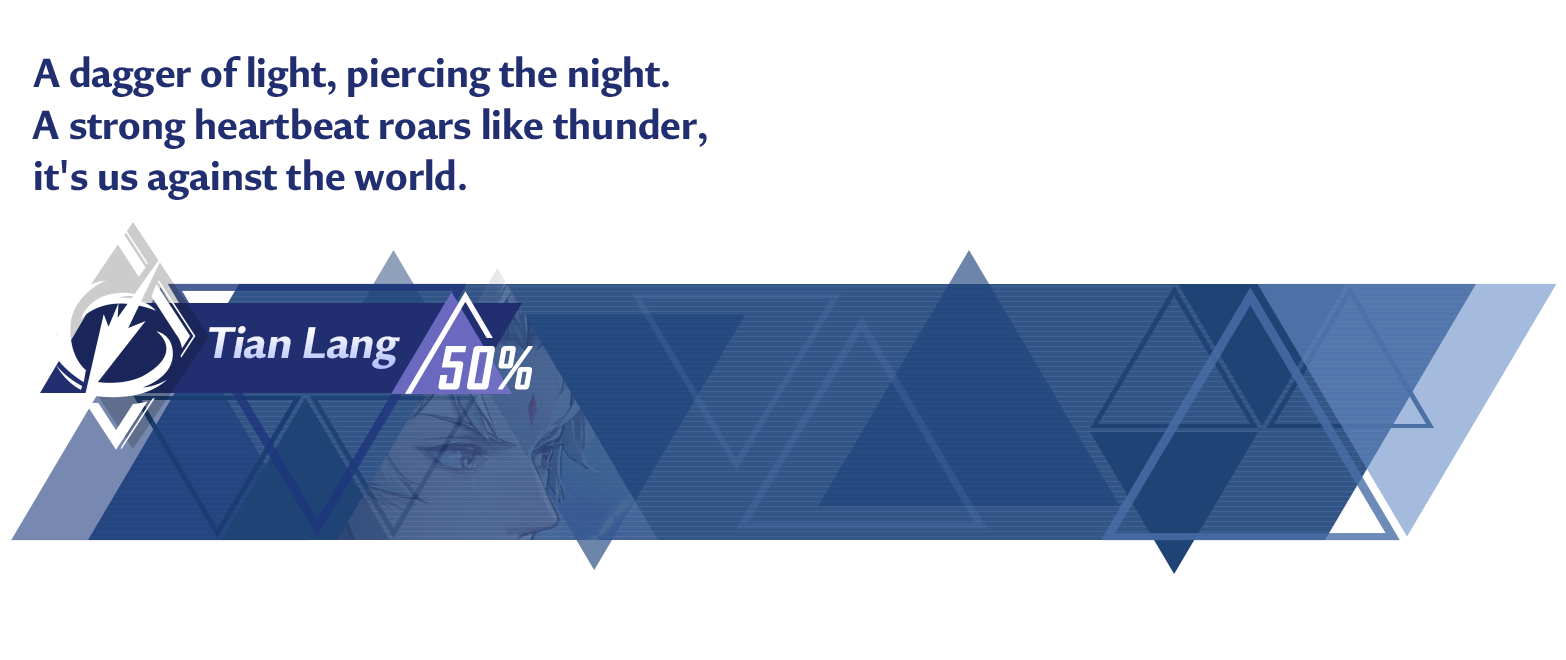 A dagger of light, piercing the night.
A strong heartbeat roars like thunder,
it's us against the world.
Tian Lang
50%